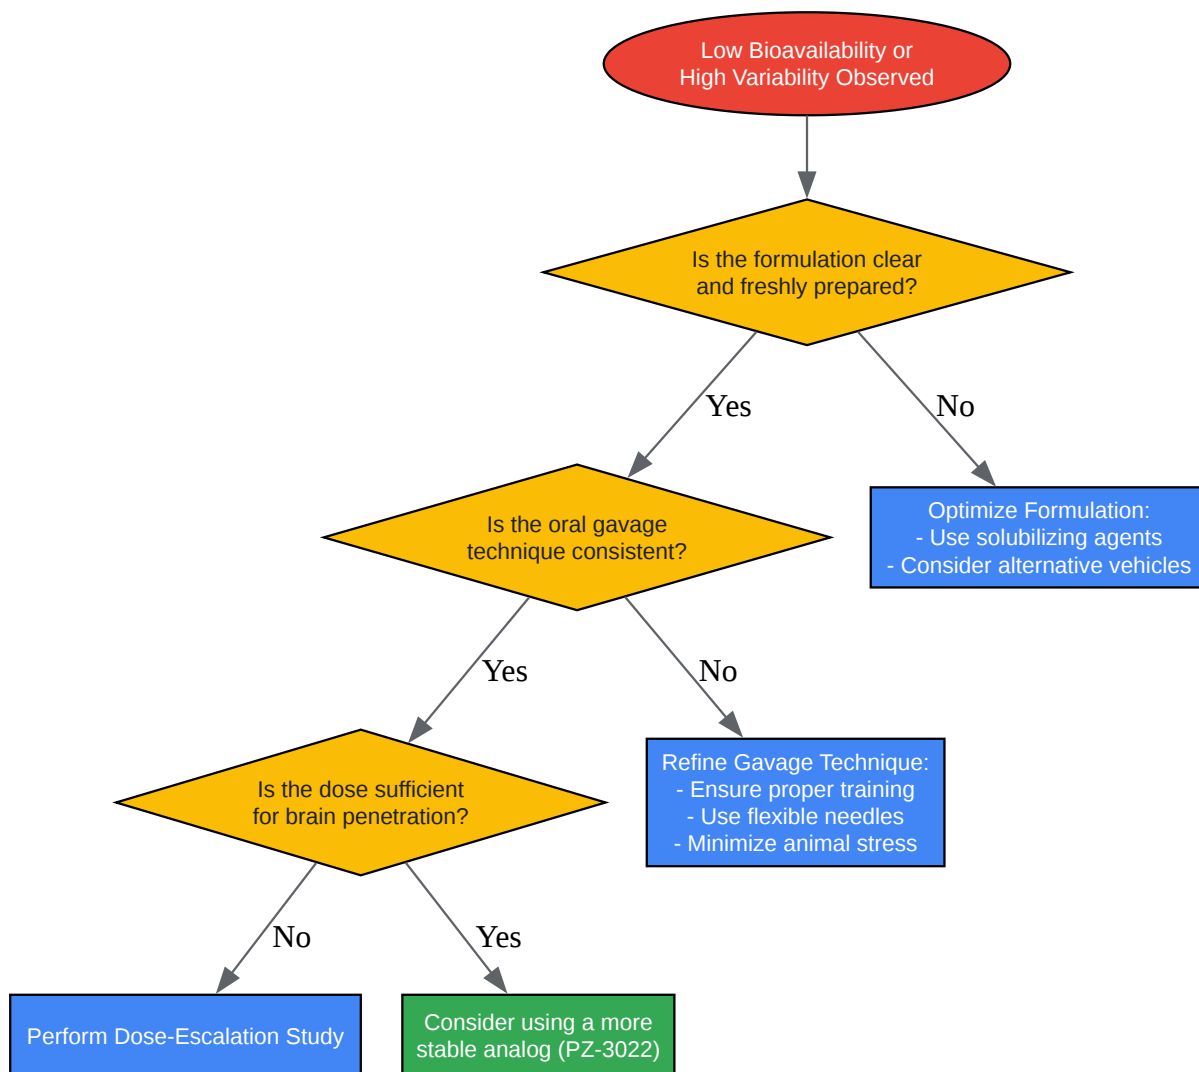 Low Bioavailability or
High Variability Observed
Is the formulation clear
and freshly prepared?
Yes
No
Is the oral gavage
technique consistent?
Optimize Formulation:
- Use solubilizing agents
- Consider alternative vehicles
Yes
No
Is the dose sufficient
for brain penetration?
Refine Gavage Technique:
- Ensure proper training
- Use flexible needles
- Minimize animal stress
No
Yes
Perform Dose-Escalation Study
Consider using a more
stable analog (PZ-3022)